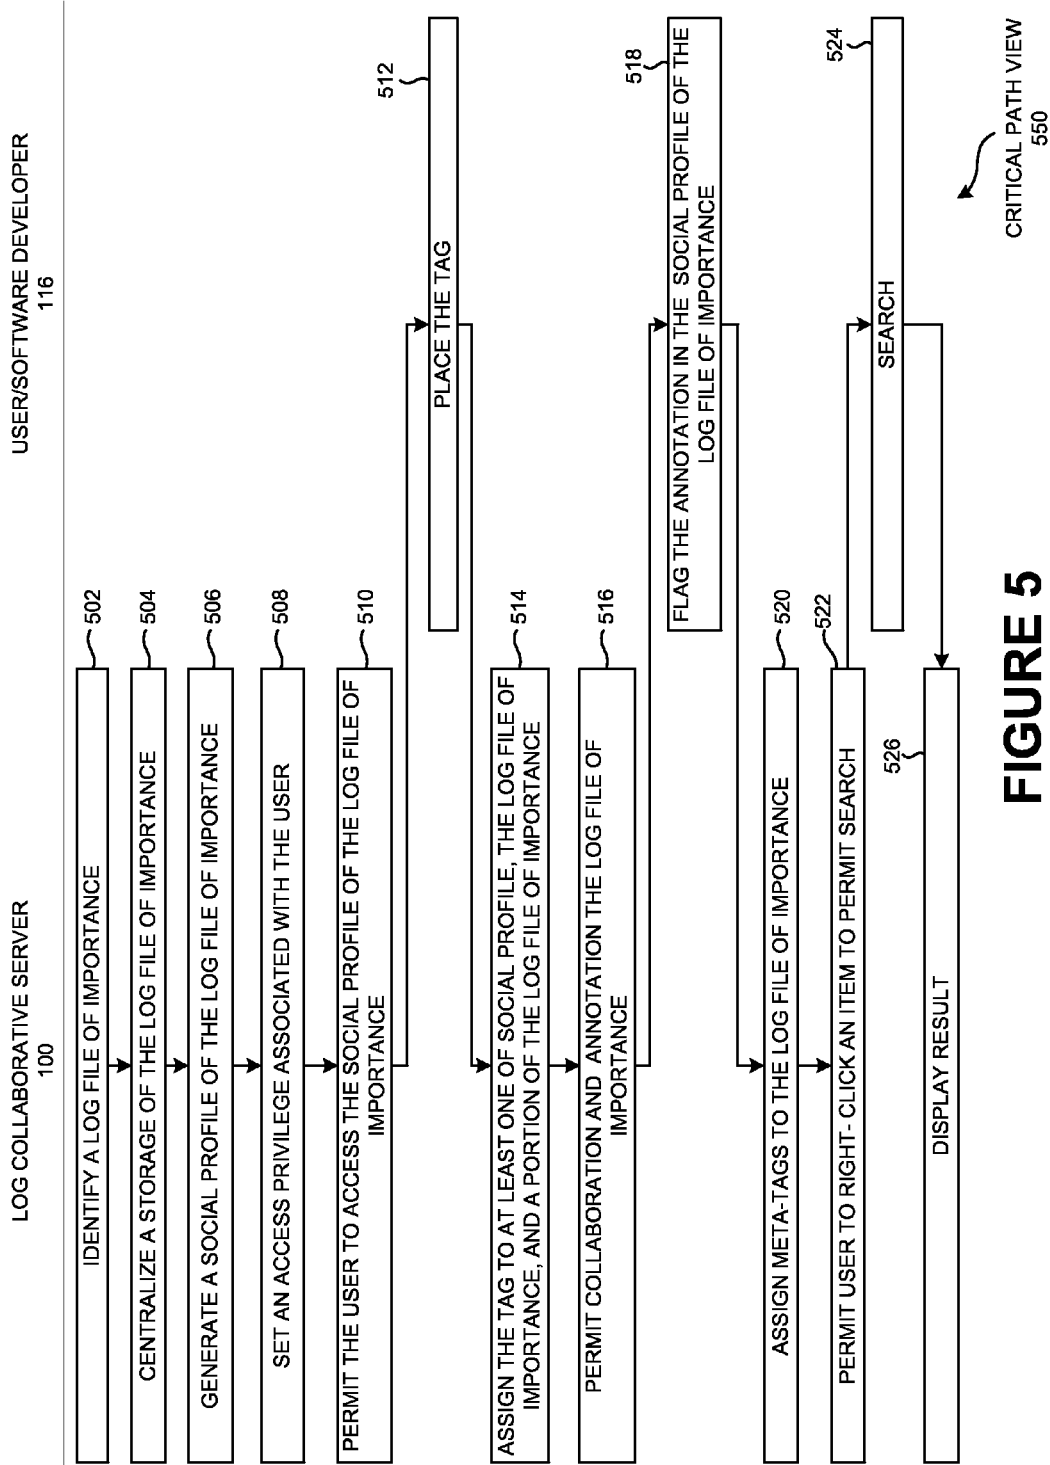 LOG COLLABORATIVE SERVER
100
USER/SOFTWARE DEVELOPER
116
IDENTIFY A LOG FILE OF IMPORTANCE
502
CENTRALIZE A STORAGE OF THE LOG FILE OF IMPORTANCE
504
GENERATE A SOCIAL PROFILE OF THE LOG FILE OF IMPORTANCE
506
SET AN ACCESS PRIVILEGE ASSOCIATED WITH THE USER
508
PERMIT THE USER TO ACCESS THE SOCIAL PROFILE OF THE LOG FILE OF
IMPORTANCE
510
512
PLACE THE TAG
ASSIGN THE TAG TO AT LEAST ONE OF SOCIAL PROFILE, THE LOG FILE OF
IMPORTANCE, AND A PORTION OF THE LOG FILE OF IMPORTANCE
514
PERMIT COLLABORATION AND ANNOTATION THE LOG FILE OF
IMPORTANCE
516
518
FLAG THE ANNOTATION IN THE SOCIAL PROFILE OF THE
LOG FILE OF IMPORTANCE
ASSIGN META-TAGS TO THE LOG FILE OF IMPORTANCE
520
PERMIT USER TO RIGHT- CLICK AN ITEM TO PERMIT SEARCH
522
524
SEARCH
526
DISPLAY RESULT
CRITICAL PATH VIEW
550
FIGURE 5